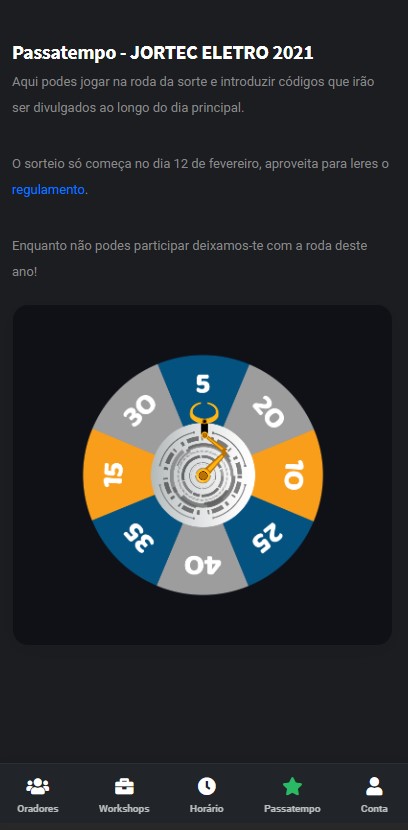 Passatempo - JORTEC ELETRO 2021
Aqui podes jogar na roda da sorte e introduzir códigos que irão
ser divulgados ao longo do dia principal.
O sorteio só começa no dia 12 de fevereiro, aproveita para leres o
regulamento.
Enquanto não podes participar deixamos-te com a roda deste
ano!
5
20
10
25
40
35
15
30
Oradores
Workshops
Horário
Passatempo
Conta